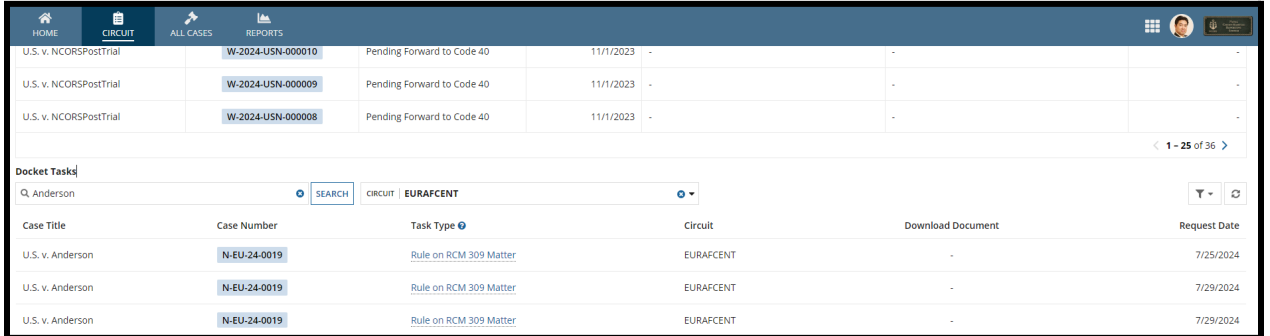 HOME CIRCUIT ALL CASES REPORTS
U.S. v. NCORSPostTrial W-2024-USN-000010 Pending Forward to Code 40 11/1/2023 - - -
U.S. v. NCORSPostTrial W-2024-USN-000009 Pending Forward to Code 40 11/1/2023 - - -
U.S. v. NCORSPostTrial W-2024-USN-000008 Pending Forward to Code 40 11/1/2023 - - -
1 – 25 of 36
Docket Tasks
Anderson SEARCH CIRCUIT EURAFCENT
Case Title Case Number Task Type Circuit Download Document Request Date
U.S. v. Anderson N-EU-24-0019 Rule on RCM 309 Matter EURAFCENT - 7/25/2024
U.S. v. Anderson N-EU-24-0019 Rule on RCM 309 Matter EURAFCENT - 7/29/2024
U.S. v. Anderson N-EU-24-0019 Rule on RCM 309 Matter EURAFCENT - 7/29/2024